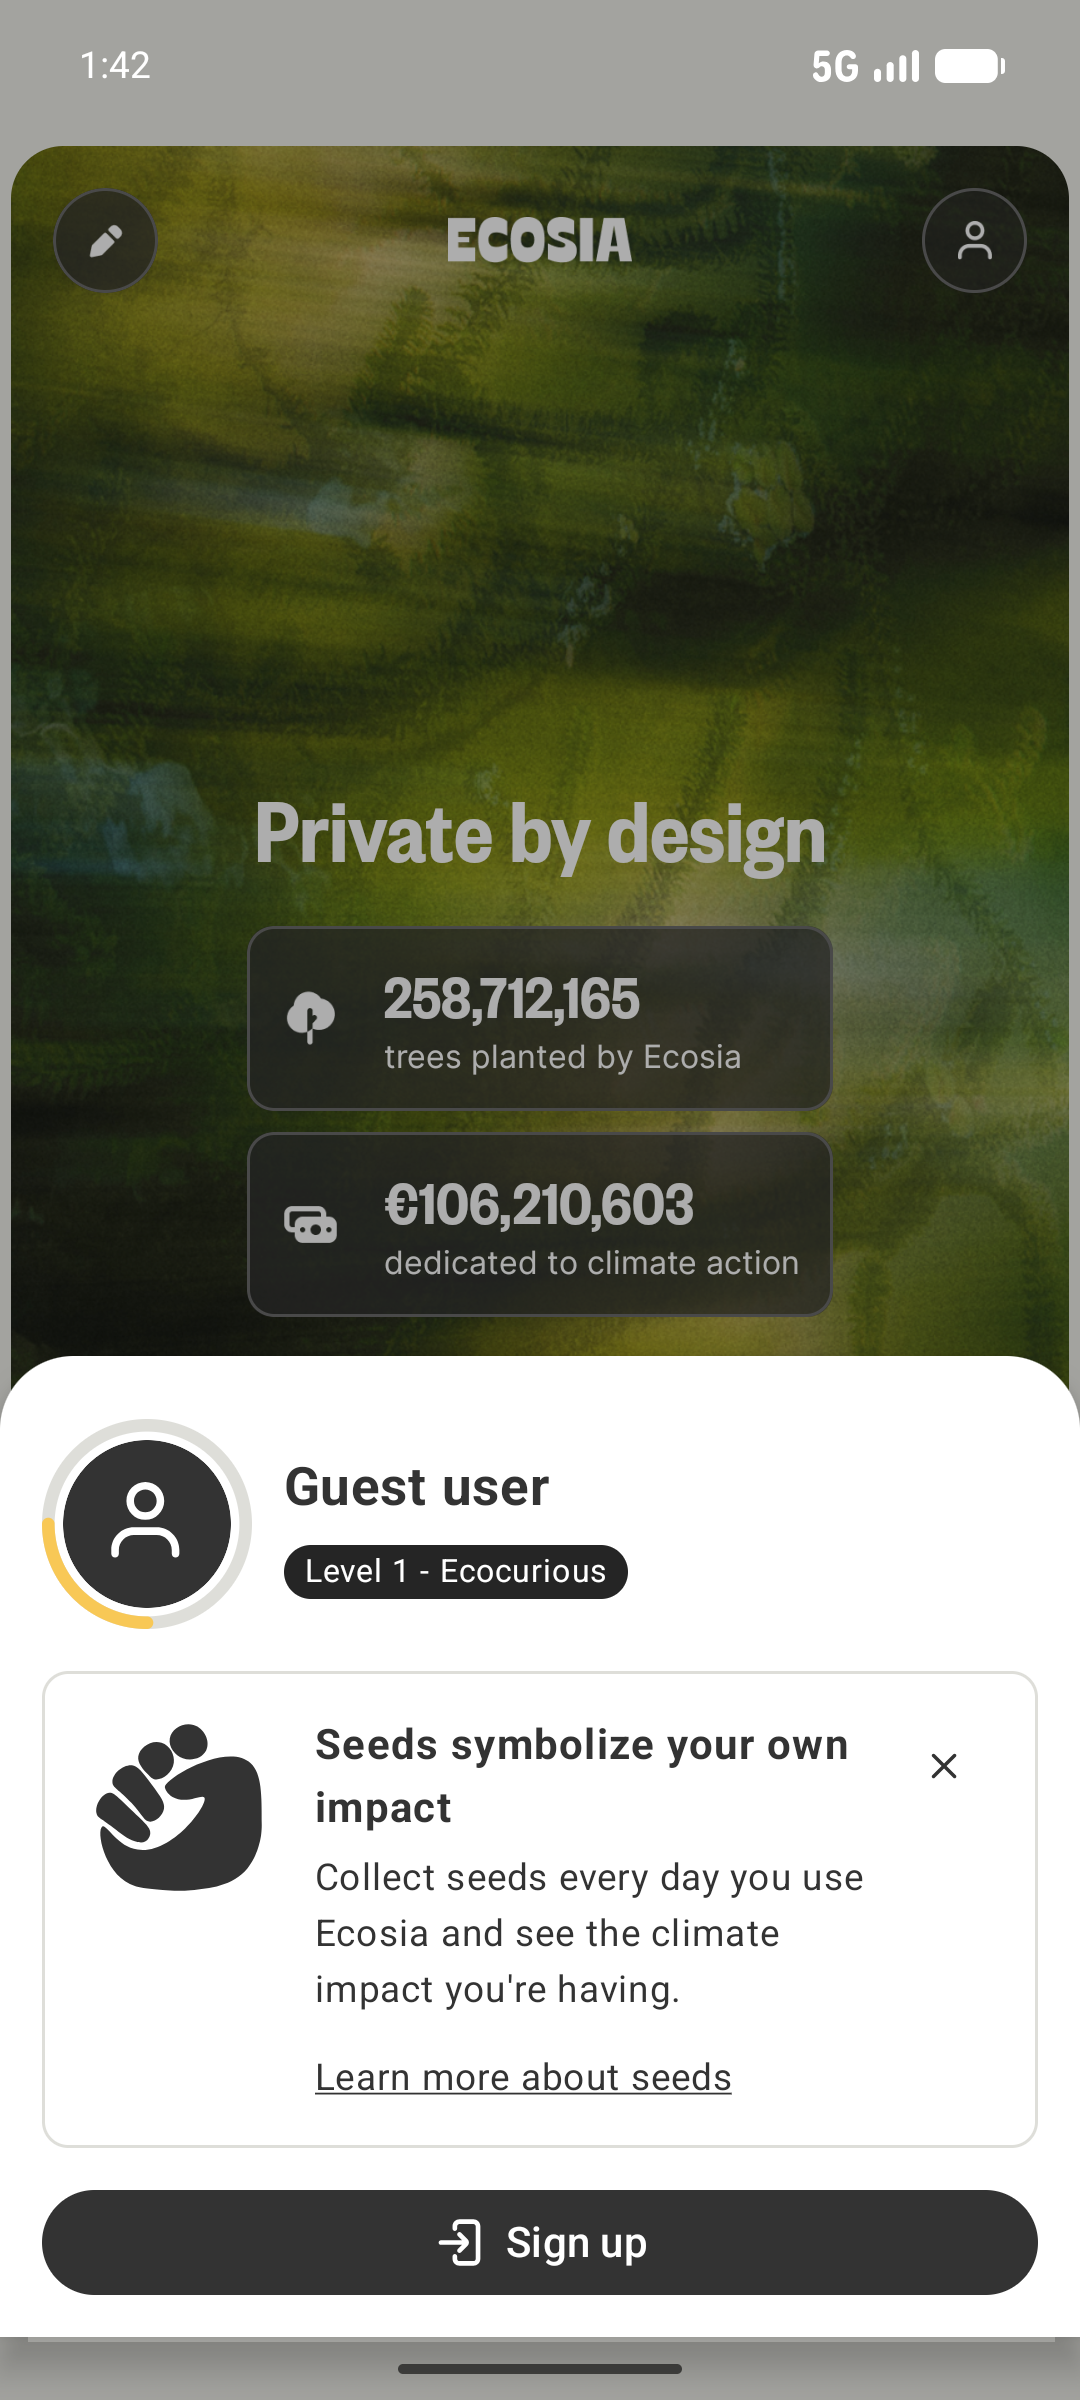 1:42
5G
ECOSIA
Private by design
258,712,165
trees planted by Ecosia
€106,210,603
dedicated to climate action
Guest user
Level 1 - Ecocurious
Seeds symbolize your own
impact
Collect seeds every day you use
Ecosia and see the climate
impact you're having.
Learn more about seeds
Sign up